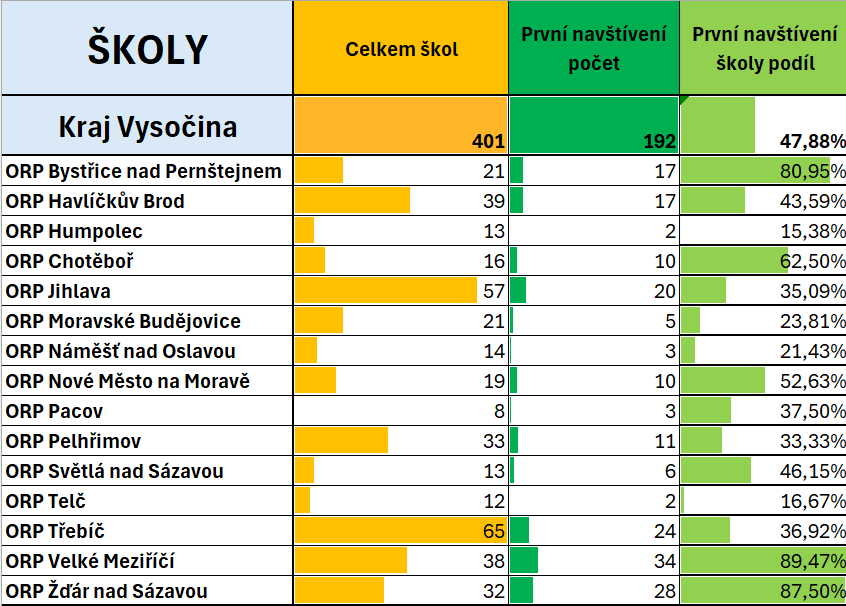 ŠKOLY Celkem škol První navštívení počet První navštívení školy podíl
Kraj Vysočina 401 192 47,88%
ORP Bystřice nad Pernštejnem 21 17 80,95%
ORP Havlíčkův Brod 39 17 43,59%
ORP Humpolec 13 2 15,38%
ORP Chotěboř 16 10 62,50%
ORP Jihlava 57 20 35,09%
ORP Moravské Budějovice 21 5 23,81%
ORP Náměšť nad Oslavou 14 3 21,43%
ORP Nové Město na Moravě 19 10 52,63%
ORP Pacov 8 3 37,50%
ORP Pelhřimov 33 11 33,33%
ORP Světlá nad Sázavou 13 6 46,15%
ORP Telč 12 2 16,67%
ORP Třebíč 65 24 36,92%
ORP Velké Meziříčí 38 34 89,47%
ORP Žďár nad Sázavou 32 28 87,50%